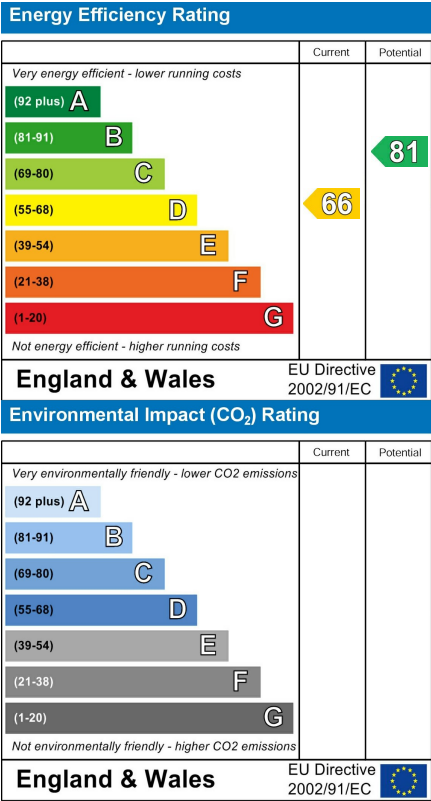 Energy Efficiency Rating
Current Potential
Very energy efficient - lower running costs
(92 plus) A
(81-91) B
81
(69-80) C
(55-68) D
66
(39-54) E
(21-38) F
(1-20) G
Not energy efficient - higher running costs
England & Wales
EU Directive
2002/91/EC
Environmental Impact (CO₂) Rating
Current Potential
Very environmentally friendly - lower CO2 emissions
(92 plus) A
(81-91) B
(69-80) C
(55-68) D
(39-54) E
(21-38) F
(1-20) G
Not environmentally friendly - higher CO2 emissions
England & Wales
EU Directive
2002/91/EC